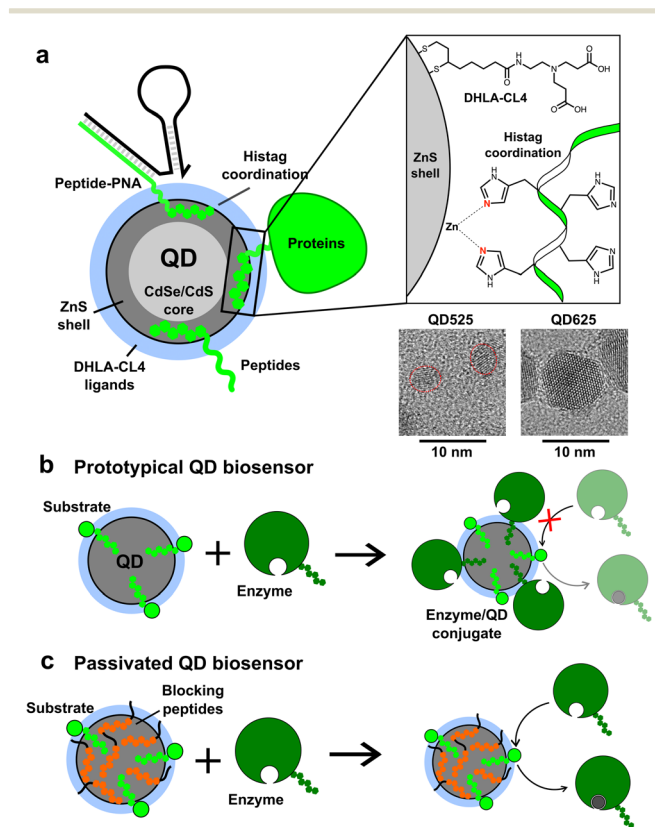 a
S
S
O
H
N
N
O
OH
O
OH
DHLA-CL4
Histag
coordination
ZnS
shell
H
N
N
Zn
N
N
H
H
N
N
N
N
H
Peptide-PNA
Histag
coordination
Proteins
QD
CdSe/CdS
core
ZnS
shell
DHLA-CL4
ligands
Peptides
QD525
QD625
10 nm
10 nm
b Prototypical QD biosensor
Substrate
QD
Enzyme
Enzyme/QD
conjugate
c Passivated QD biosensor
Blocking
peptides
Substrate
Enzyme